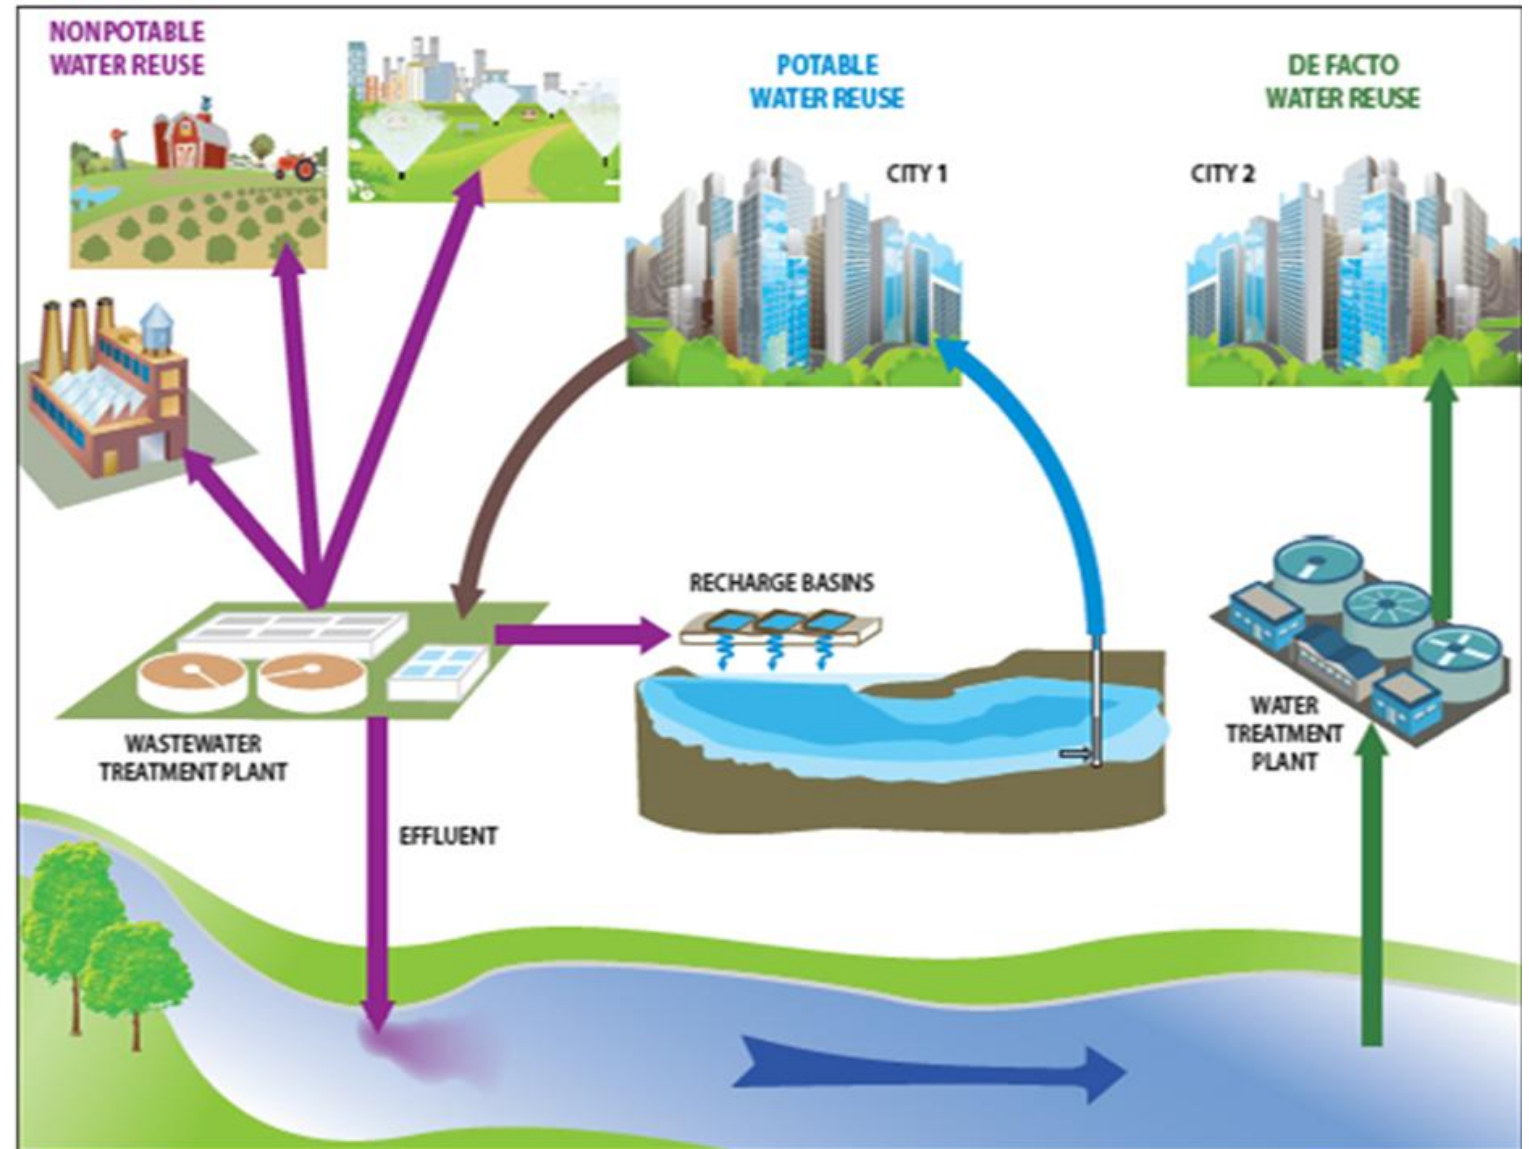 NONPOTABLE
WATER REUSE
POTABLE
WATER REUSE
DE FACTO
WATER REUSE
CITY 1
CITY 2
RECHARGE BASINS
WASTEWATER
TREATMENT PLANT
WATER
TREATMENT
PLANT
EFFLUENT